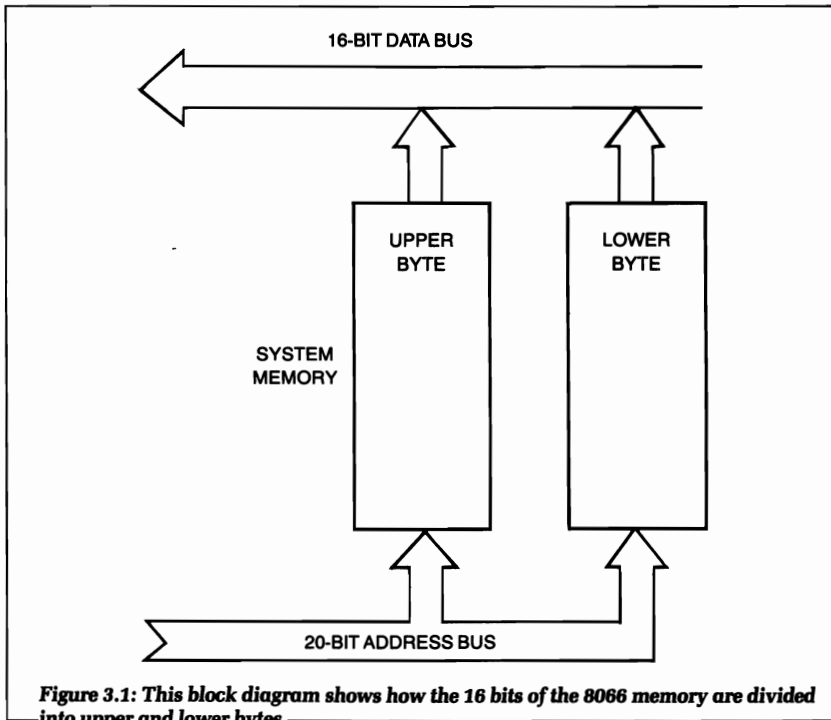 16-BIT DATA BUS
UPPER
BYTE
LOWER
BYTE
SYSTEM
MEMORY
20-BIT ADDRESS BUS
Figure 3.1: This block diagram shows how the 16 bits of the 8066 memory are divided
into upper and lower bytes